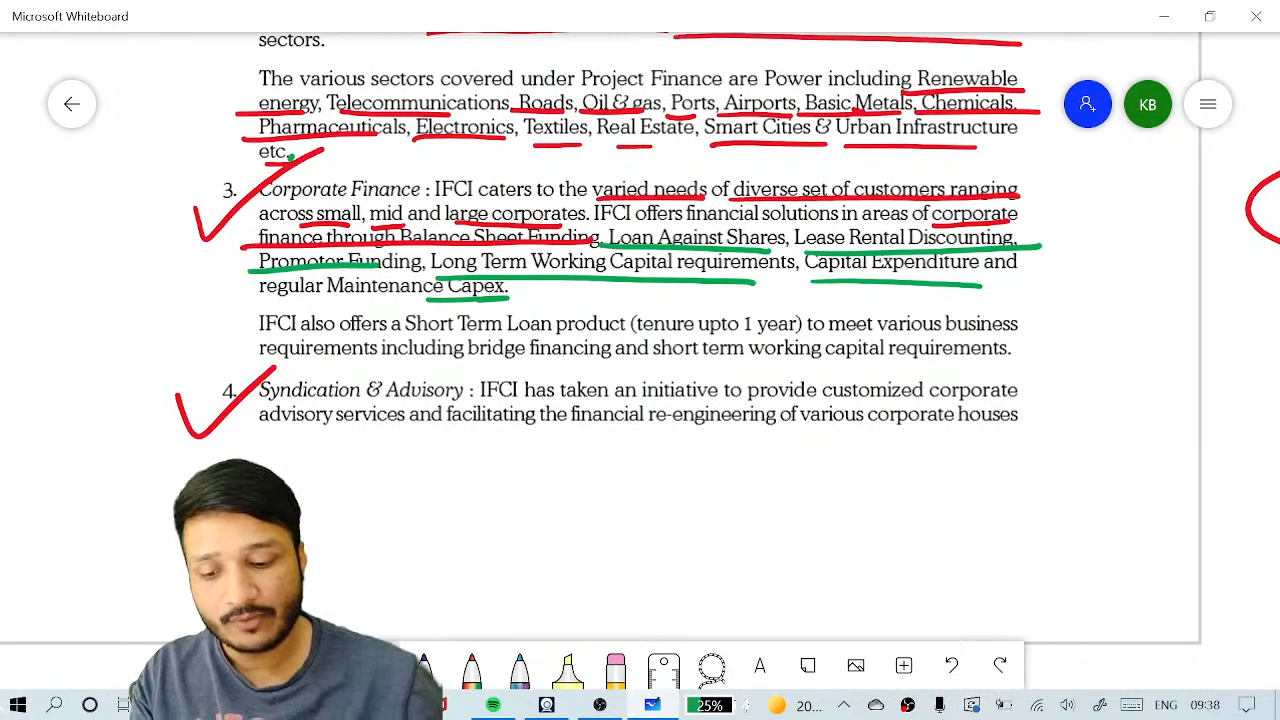 Microsoft Whiteboard
sectors.
The various sectors covered under Project Finance are Power including Renewable
energy, Telecommunications, Roads, Oil & gas, Ports, Airports, Basic Metals, Chemicals.
Pharmaceuticals, Electronics, Textiles, Real Estate, Smart Cities & Urban Infrastructure
etc.
KB
3. Corporate Finance : IFCI caters to the varied needs of diverse set of customers ranging
across small, mid and large corporates. IFCI offers financial solutions in areas of corporate
finance through Balance Sheet Funding, Loan Against Shares, Lease Rental Discounting,
Promoter Funding, Long Term Working Capital requirements, Capital Expenditure and
regular Maintenance Capex.
IFCI also offers a Short Term Loan product (tenure upto 1 year) to meet various business
requirements including bridge financing and short term working capital requirements.
4. Syndication & Advisory : IFCI has taken an initiative to provide customized corporate
advisory services and facilitating the financial re-engineering of various corporate houses
A
25%
20...
ENG
09:38